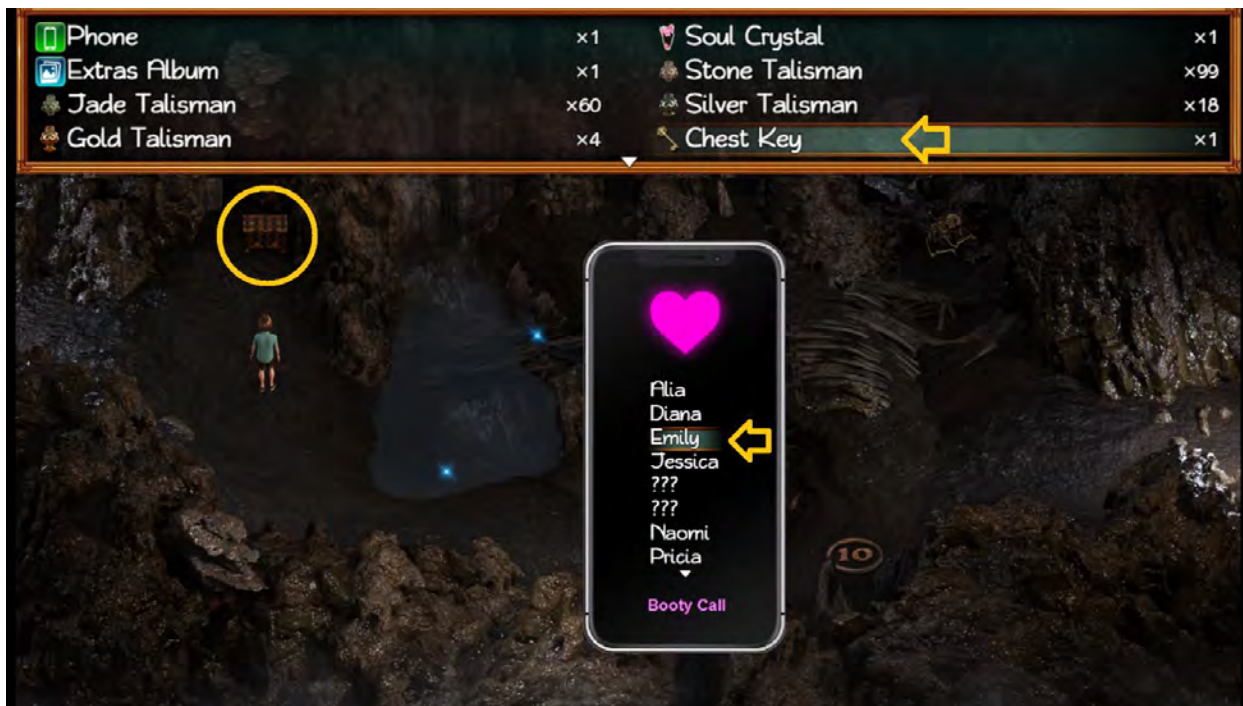 Phone ×1 Soul Crystal ×1
Extras Album ×1 Stone Talisman ×99
Jade Talisman ×60 Silver Talisman ×18
Gold Talisman ×4 Chest Key ×1
Alia
Diana
Emily
Jessica
???
???
Naomi
Pricia
10
Booty Call